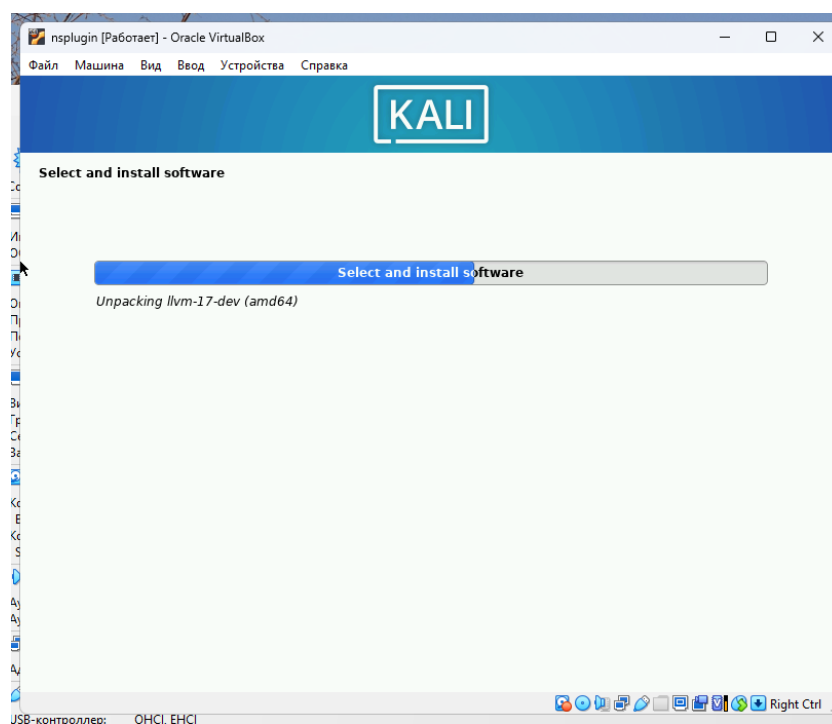 nsplugin [Работает] - Oracle VirtualBox
Файл Машина Вид Ввод Устройства Справка
KALI
Select and install software
Select and install software
Unpacking llvm-17-dev (amd64)
Right Ctrl
USB-контроллер: OHCI, EHCI